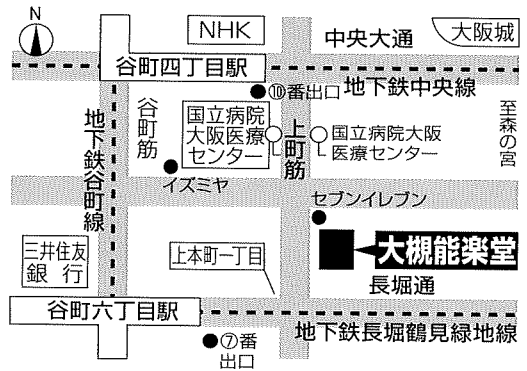 N
NHK
中央大通
大阪城
谷町四丁目駅
地下鉄中央線
⑩番出口
谷町筋
国立病院
大阪医療
センター
上町筋
国立病院大阪
医療センター
至森の宮
地下鉄谷町線
イズミヤ
セブンイレブン
三井住友
銀行
上本町一丁目
大槻能楽堂
長堀通
谷町六丁目駅
地下鉄長堀鶴見緑地線
⑦番
出口